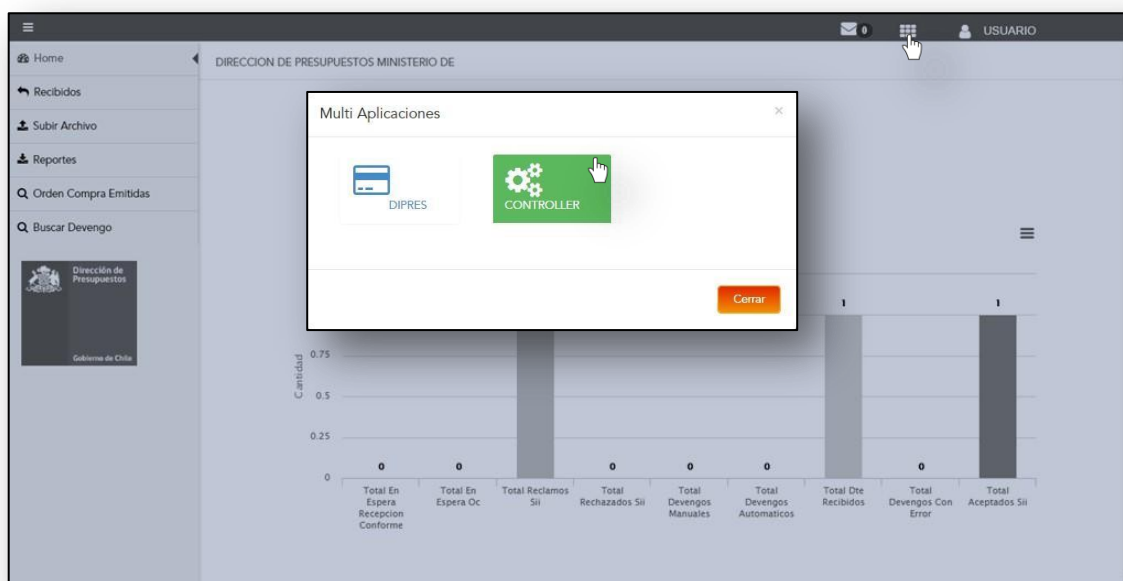 0
USUARIO
Home
DIRECCION DE PRESUPUESTOS MINISTERIO DE
Recibidos
Subir Archivo
Reportes
Orden Compra Emitidas
Buscar Devengo
Dirección de
Presupuestos
Gobierno de Chile
Multi Aplicaciones
×
DIPRES
CONTROLLER
Cerrar
1
1
Cantidad
0.75
0.5
0.25
0
0
0
0
0
0
0
Total En
Espera
Recepcion
Conforme
Total En
Espera Oc
Total Reclamos
Sii
Total
Rechazados Sii
Total
Devengos
Manuales
Total
Devengos
Automaticos
Total Dte
Recibidos
Total
Devengos Con
Error
Total
Aceptados Sii